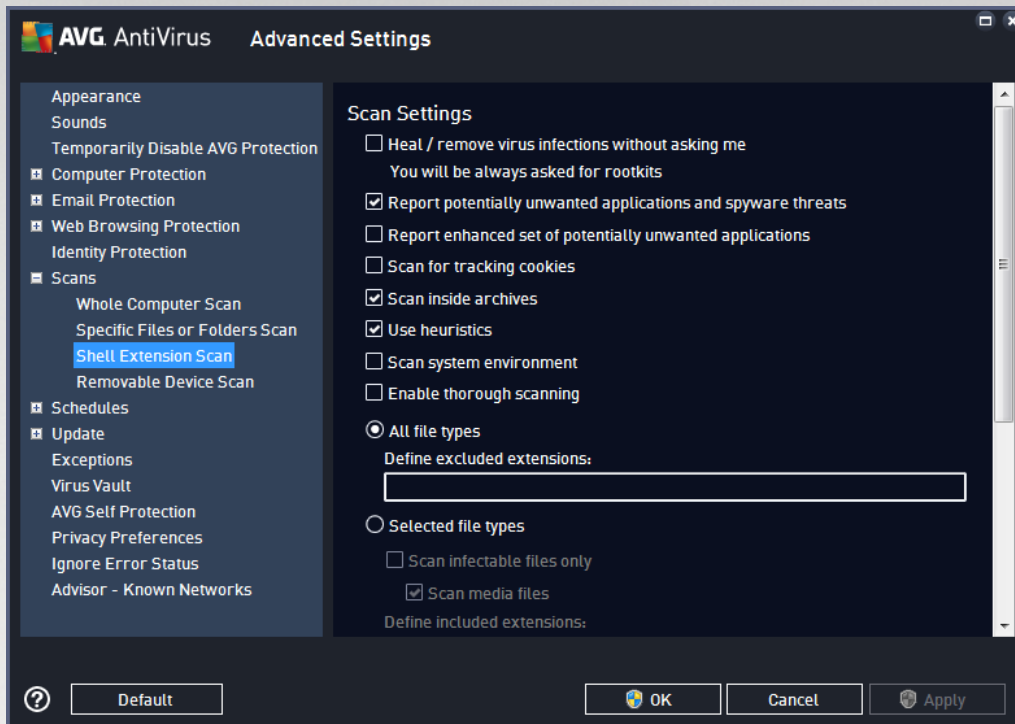 AVG. AntiVirus Advanced Settings
Appearance
Sounds
Temporarily Disable AVG Protection
Computer Protection
Email Protection
Web Browsing Protection
Identity Protection
Scans
Whole Computer Scan
Specific Files or Folders Scan
Shell Extension Scan
Removable Device Scan
Schedules
Update
Exceptions
Virus Vault
AVG Self Protection
Privacy Preferences
Ignore Error Status
Advisor - Known Networks
Scan Settings
Heal / remove virus infections without asking me
You will be always asked for rootkits
Report potentially unwanted applications and spyware threats
Report enhanced set of potentially unwanted applications
Scan for tracking cookies
Scan inside archives
Use heuristics
Scan system environment
Enable thorough scanning
All file types
Define excluded extensions:
Selected file types
Scan infectable files only
Scan media files
Define included extensions:
? Default OK Cancel Apply